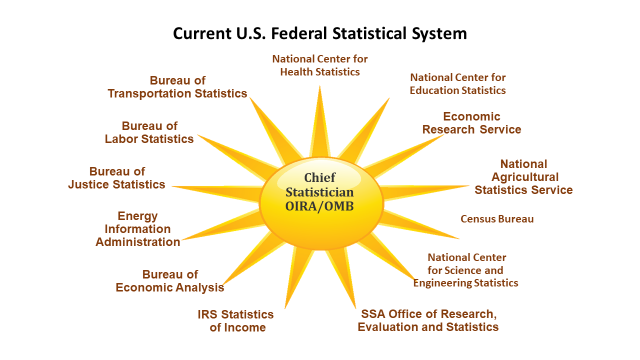 Current U.S. Federal Statistical System
National Center for
Health Statistics
National Center for
Education Statistics
Economic
Research Service
National
Agricultural
Statistics Service
Census Bureau
National Center
for Science and
Engineering Statistics
SSA Office of Research,
Evaluation and Statistics
IRS Statistics
of Income
Bureau of
Economic Analysis
Energy
Information
Administration
Bureau of
Justice Statistics
Bureau of
Labor Statistics
Bureau of
Transportation Statistics
Chief
Statistician
OIRA/OMB